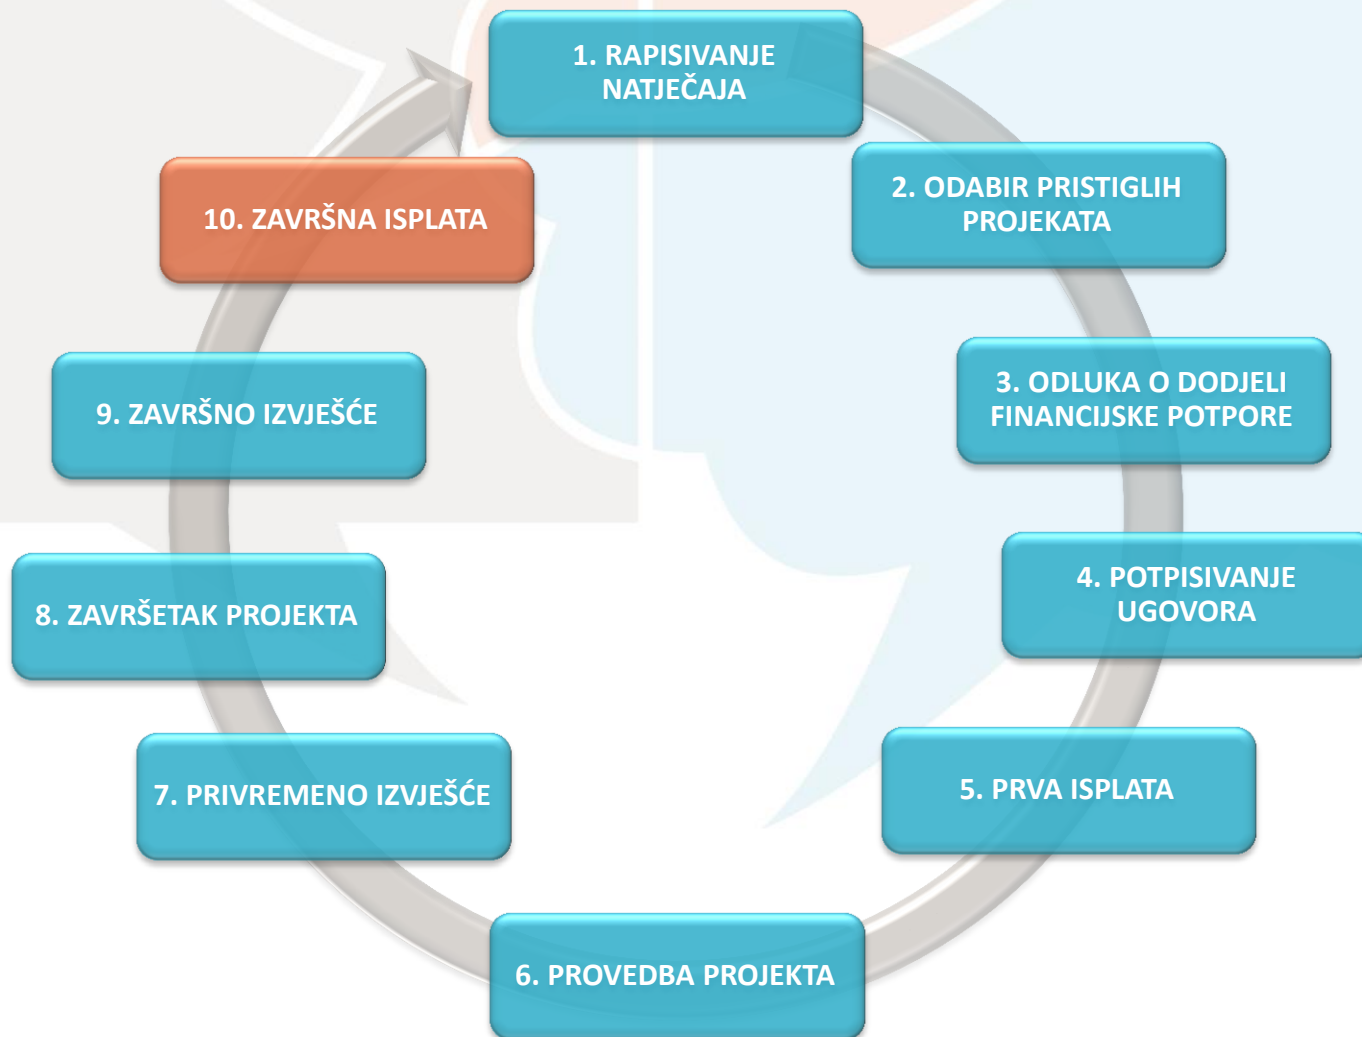 1. RAPISIVANJE
NATJEČAJA
2. ODABIR PRISTIGLIH
PROJEKATA
3. ODLUKA O DODJELI
FINANCIJSKE POTPORE
4. POTPISIVANJE
UGOVORA
5. PRVA ISPLATA
6. PROVEDBA PROJEKTA
7. PRIVREMENO IZVJEŠĆE
8. ZAVRŠETAK PROJEKTA
9. ZAVRŠNO IZVJEŠĆE
10. ZAVRŠNA ISPLATA